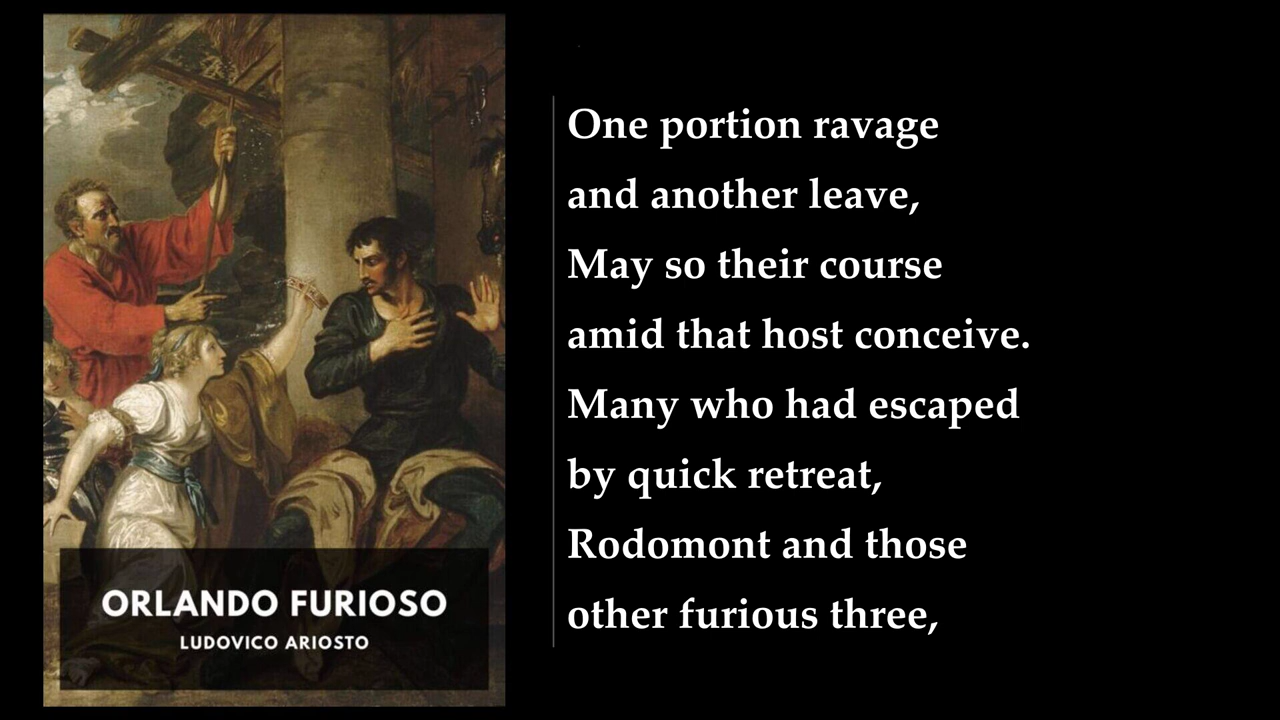 ORLANDO FURIOSO
LUDOVICO ARIOSTO
One portion ravage
and another leave,
May so their course
amid that host conceive.
Many who had escaped
by quick retreat,
Rodomont and those
other furious three,